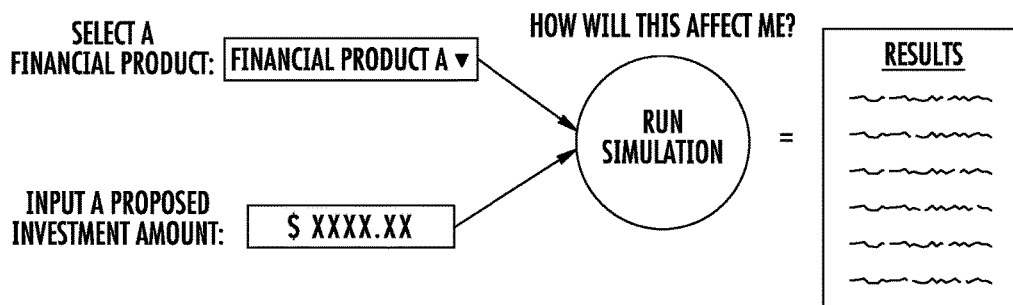 SELECT A
FINANCIAL PRODUCT:
FINANCIAL PRODUCT A ▼
INPUT A PROPOSED
INVESTMENT AMOUNT:
$ XXXX.XX
HOW WILL THIS AFFECT ME?
RUN
SIMULATION
=
RESULTS